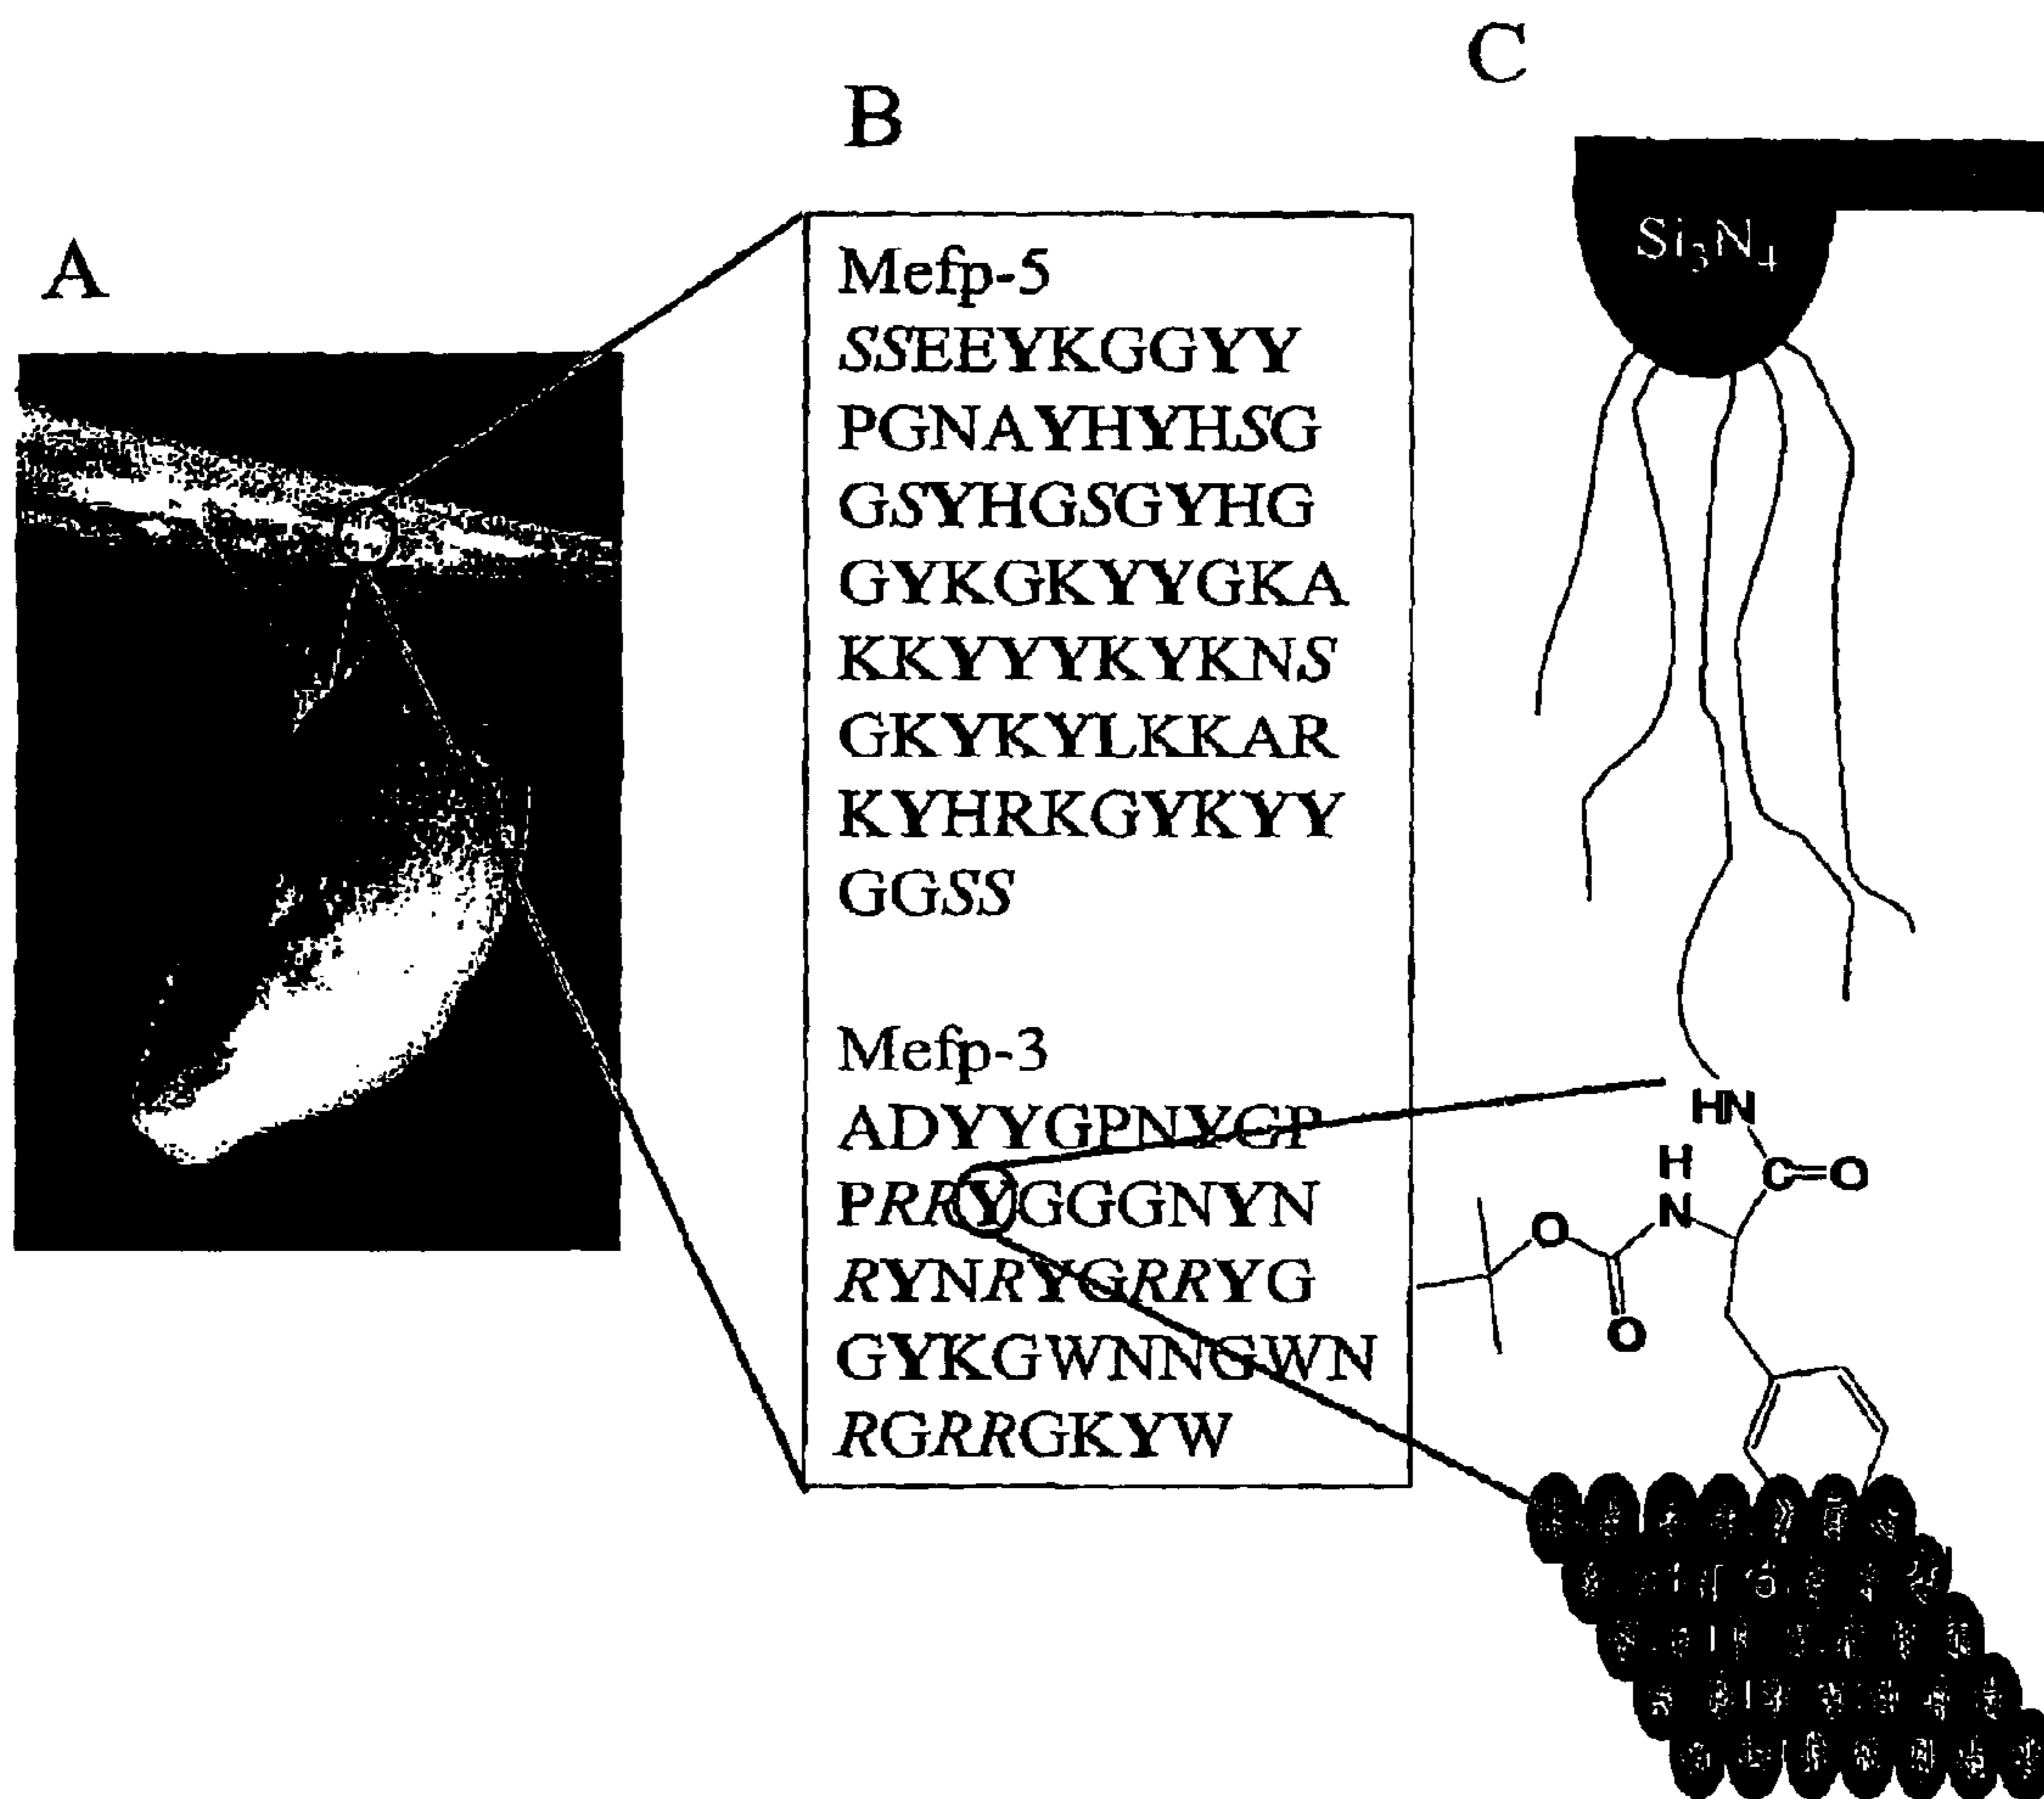 A
B
Mefp-5
SSEEYKGGYY
PGNAYHYHSG
GSYHGSGYHG
GYKGKYYGKA
KKYYYKYKNS
GKYKYLKKAR
KYHRKGYKYY
GGSS
Mefp-3
ADYYGPNYGP
PRRYGGGNYN
RYNRYGRRYG
GYKGWNNGWN
RGRRGKYW
C
Si₃N₄
HN
H
N
C=O
O
O